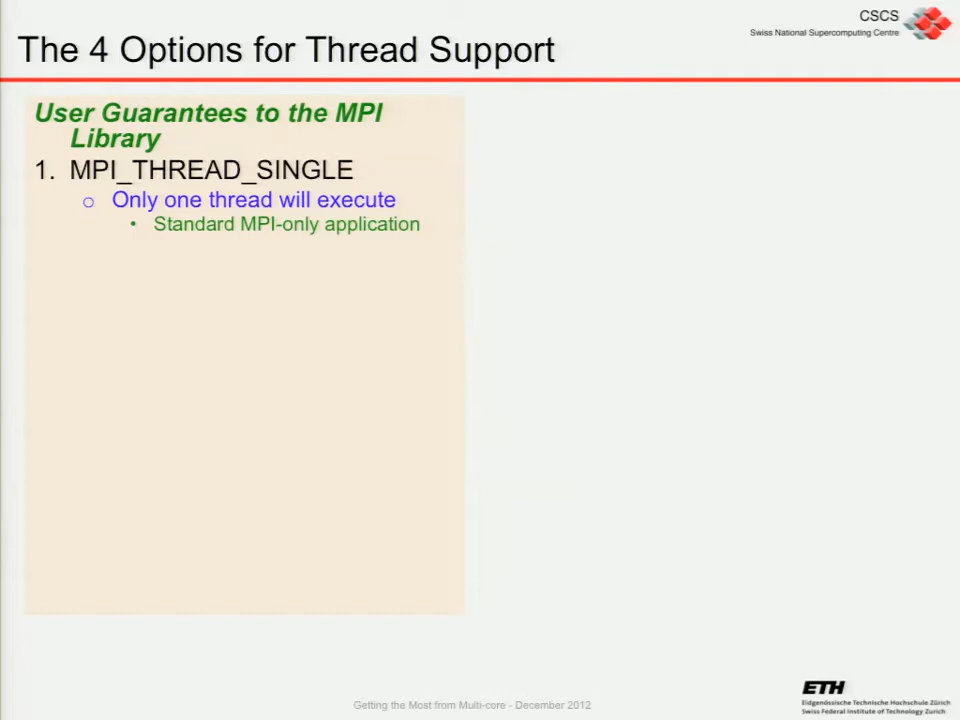 CSCS
Swiss National Supercomputing Centre
The 4 Options for Thread Support
User Guarantees to the MPI
Library
1. MPI_THREAD_SINGLE
o Only one thread will execute
• Standard MPI-only application
Getting the Most from Multi-core - December 2012
ETH
Eidgenössische Technische Hochschule Zürich
Swiss Federal Institute of Technology Zurich